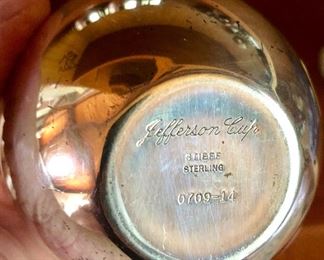 Jefferson Cup
STIEFF
STERLING
0709-14